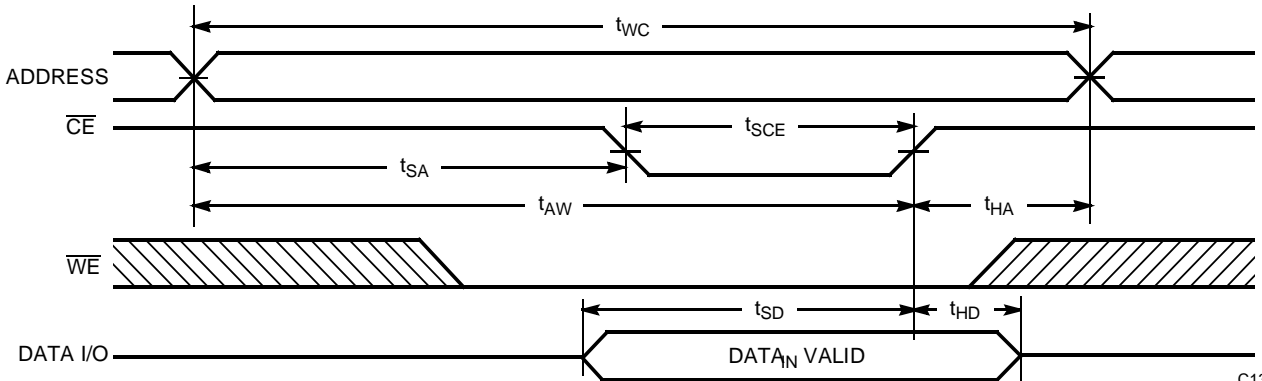 tWC
ADDRESS
CE
tSCE
tSA
tAW
tHA
WE
tSD
tHD
DATA I/O
DATAIN VALID